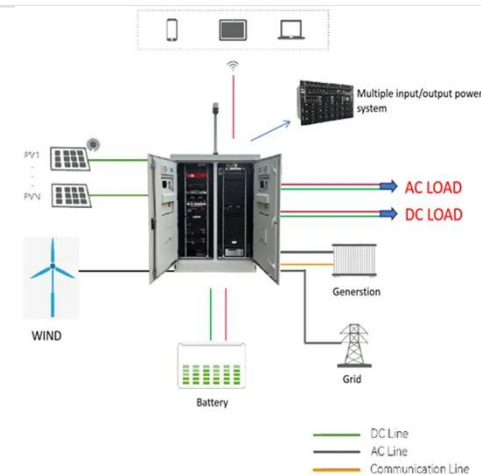 Multiple input/output power
system
PV1
PVV
AC LOAD
DC LOAD
WIND
Generstion
Grid
Battery
DC Line
AC Line
Communication Line